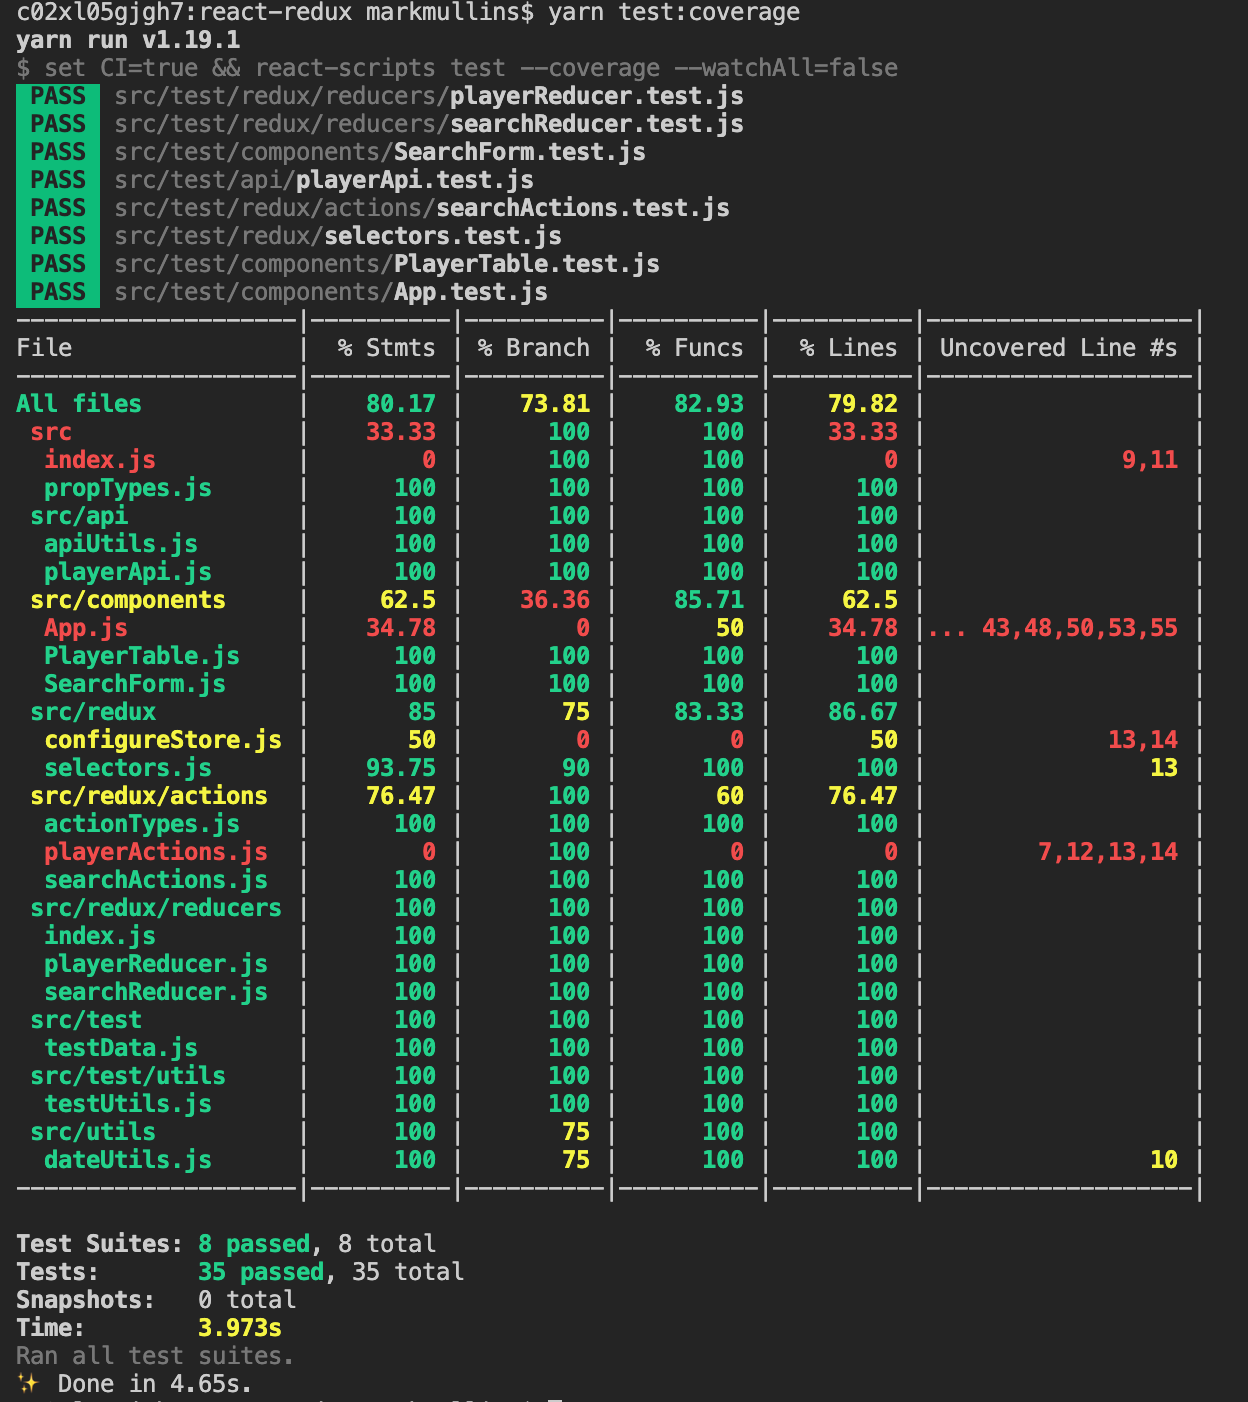 c02xl05gjgh7:react-redux markmullins$ yarn test:coverage
yarn run v1.19.1
$ set CI=true && react-scripts test --coverage --watchAll=false
PASS src/test/redux/reducers/playerReducer.test.js
PASS src/test/redux/reducers/searchReducer.test.js
PASS src/test/components/SearchForm.test.js
PASS src/test/api/playerApi.test.js
PASS src/test/redux/actions/searchActions.test.js
PASS src/test/redux/selectors.test.js
PASS src/test/components/PlayerTable.test.js
PASS src/test/components/App.test.js
File | % Stmts | % Branch | % Funcs | % Lines | Uncovered Line #s |
All files | 80.17 | 73.81 | 82.93 | 79.82 | |
src | 33.33 | 100 | 100 | 33.33 | |
index.js | 0 | 100 | 100 | 0 | 9,11 |
propTypes.js | 100 | 100 | 100 | 100 | |
src/api | 100 | 100 | 100 | 100 | |
apiUtils.js | 100 | 100 | 100 | 100 | |
playerApi.js | 100 | 100 | 100 | 100 | |
src/components | 62.5 | 36.36 | 85.71 | 62.5 | |
App.js | 34.78 | 0 | 50 | 34.78 |... 43,48,50,53,55 |
PlayerTable.js | 100 | 100 | 100 | 100 | |
SearchForm.js | 100 | 100 | 100 | 100 | |
src/redux | 85 | 75 | 83.33 | 86.67 | |
configureStore.js | 50 | 0 | 0 | 50 | 13,14 |
selectors.js | 93.75 | 90 | 100 | 100 | 13 |
src/redux/actions | 76.47 | 100 | 60 | 76.47 | |
actionTypes.js | 100 | 100 | 100 | 100 | |
playerActions.js | 0 | 100 | 0 | 0 | 7,12,13,14 |
searchActions.js | 100 | 100 | 100 | 100 | |
src/redux/reducers | 100 | 100 | 100 | 100 | |
index.js | 100 | 100 | 100 | 100 | |
playerReducer.js | 100 | 100 | 100 | 100 | |
searchReducer.js | 100 | 100 | 100 | 100 | |
src/test | 100 | 100 | 100 | 100 | |
testData.js | 100 | 100 | 100 | 100 | |
src/test/utils | 100 | 100 | 100 | 100 | |
testUtils.js | 100 | 100 | 100 | 100 | |
src/utils | 100 | 75 | 100 | 100 | |
dateUtils.js | 100 | 75 | 100 | 100 | 10 |
Test Suites: 8 passed, 8 total
Tests: 35 passed, 35 total
Snapshots: 0 total
Time: 3.973s
Ran all test suites.
✨ Done in 4.65s.